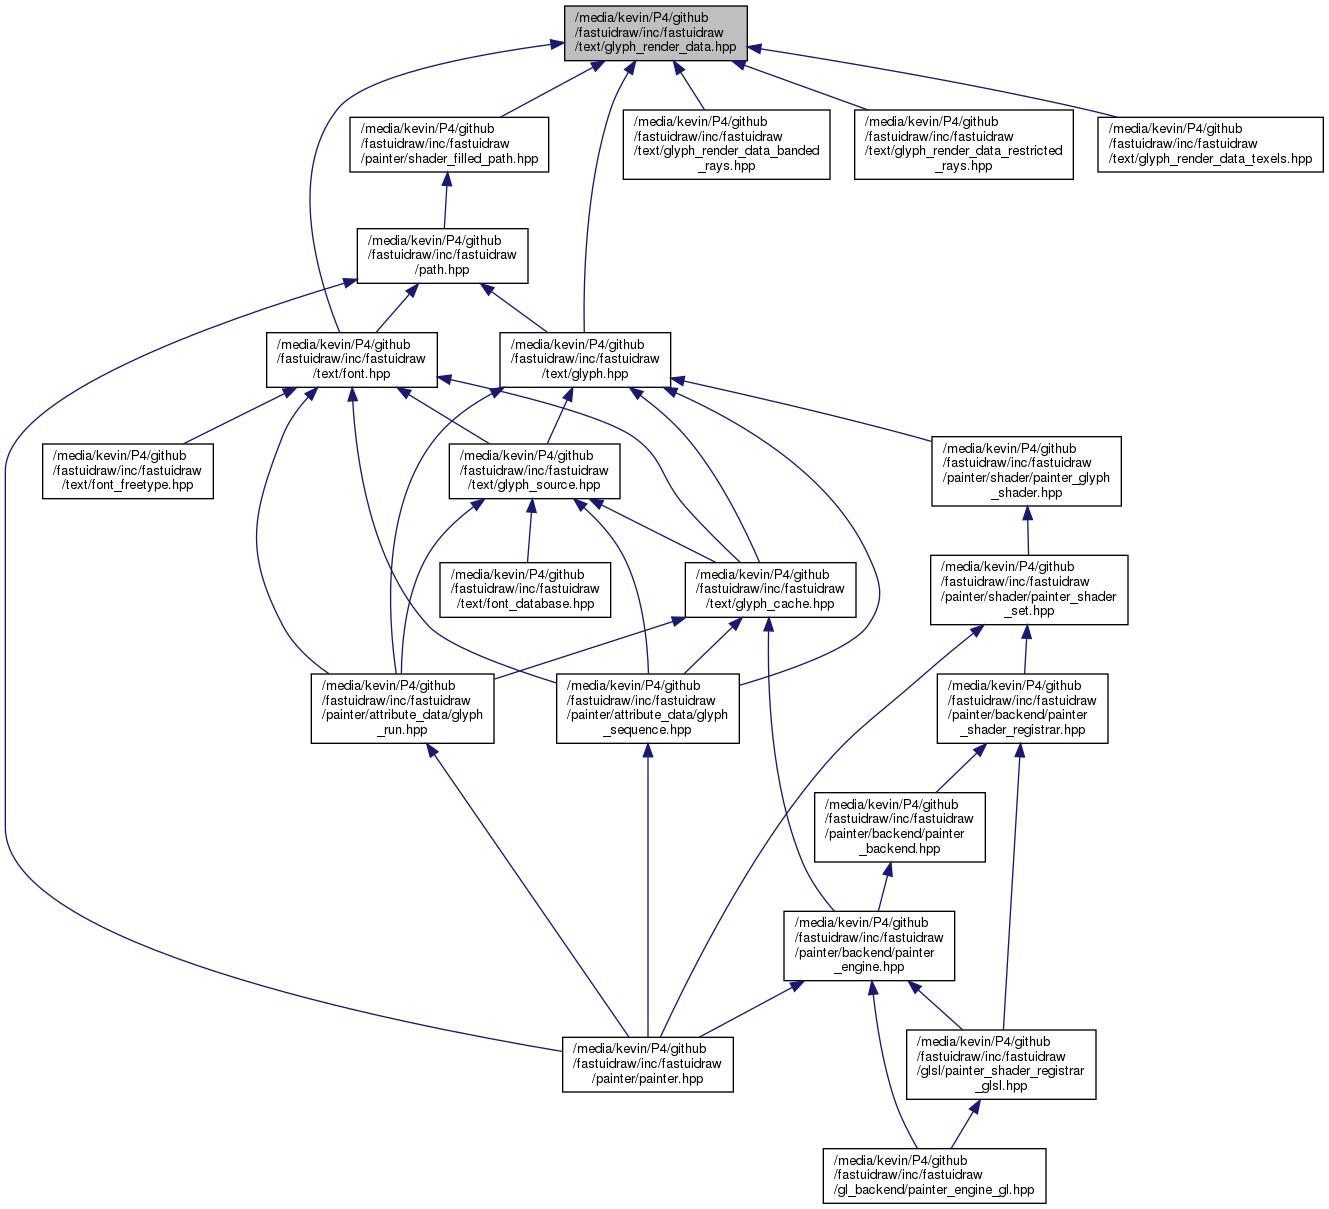 /media/kevin/P4/github
/fastuidraw/inc/fastuidraw
/text/glyph_render_data.hpp
/media/kevin/P4/github
/fastuidraw/inc/fastuidraw
/painter/shader_filled_path.hpp
/media/kevin/P4/github
/fastuidraw/inc/fastuidraw
/text/glyph_render_data_banded
_rays.hpp
/media/kevin/P4/github
/fastuidraw/inc/fastuidraw
/text/glyph_render_data_restricted
_rays.hpp
/media/kevin/P4/github
/fastuidraw/inc/fastuidraw
/text/glyph_render_data_texels.hpp
/media/kevin/P4/github
/fastuidraw/inc/fastuidraw
/path.hpp
/media/kevin/P4/github
/fastuidraw/inc/fastuidraw
/text/font.hpp
/media/kevin/P4/github
/fastuidraw/inc/fastuidraw
/text/glyph.hpp
/media/kevin/P4/github
/fastuidraw/inc/fastuidraw
/text/font_freetype.hpp
/media/kevin/P4/github
/fastuidraw/inc/fastuidraw
/text/glyph_source.hpp
/media/kevin/P4/github
/fastuidraw/inc/fastuidraw
/painter/shader/painter_glyph
_shader.hpp
/media/kevin/P4/github
/fastuidraw/inc/fastuidraw
/text/font_database.hpp
/media/kevin/P4/github
/fastuidraw/inc/fastuidraw
/text/glyph_cache.hpp
/media/kevin/P4/github
/fastuidraw/inc/fastuidraw
/painter/shader/painter_shader
_set.hpp
/media/kevin/P4/github
/fastuidraw/inc/fastuidraw
/painter/attribute_data/glyph
_run.hpp
/media/kevin/P4/github
/fastuidraw/inc/fastuidraw
/painter/attribute_data/glyph
_sequence.hpp
/media/kevin/P4/github
/fastuidraw/inc/fastuidraw
/painter/backend/painter
_shader_registrar.hpp
/media/kevin/P4/github
/fastuidraw/inc/fastuidraw
/painter/backend/painter
_backend.hpp
/media/kevin/P4/github
/fastuidraw/inc/fastuidraw
/painter/backend/painter
_engine.hpp
/media/kevin/P4/github
/fastuidraw/inc/fastuidraw
/painter/painter.hpp
/media/kevin/P4/github
/fastuidraw/inc/fastuidraw
/glsl/painter_shader_registrar
_glsl.hpp
/media/kevin/P4/github
/fastuidraw/inc/fastuidraw
/gl_backend/painter_engine_gl.hpp